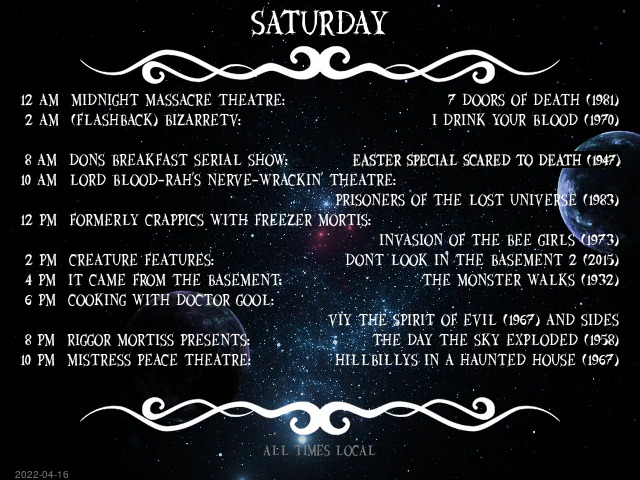 SATURDAY
12 AM MIDNIGHT MASSACRE THEATRE: 7 DOORS OF DEATH (1981)
2 AM (FLASHBACK) BIZARRETV: I DRINK YOUR BLOOD (1970)
8 AM DONS BREAKFAST SERIAL SHOW: EASTER SPECIAL SCARED TO DEATH (1947)
10 AM LORD BLOOD-RAH'S NERVE-WRACKIN' THEATRE:
PRISONERS OF THE LOST UNIVERSE (1983)
12 PM FORMERLY CRAPPICS WITH FREEZER MORTIS:
INVASION OF THE BEE GIRLS (1973)
2 PM CREATURE FEATURES: DONT LOOK IN THE BASEMENT 2 (2015)
4 PM IT CAME FROM THE BASEMENT: THE MONSTER WALKS (1932)
6 PM COOKING WITH DOCTOR GOOL:
VIY THE SPIRIT OF EVIL (1967) AND SIDES
8 PM RIGGOR MORTISS PRESENTS: THE DAY THE SKY EXPLODED (1958)
10 PM MISTRESS PEACE THEATRE: HILLBILLYS IN A HAUNTED HOUSE (1967)
ALL TIMES LOCAL
2022-04-16